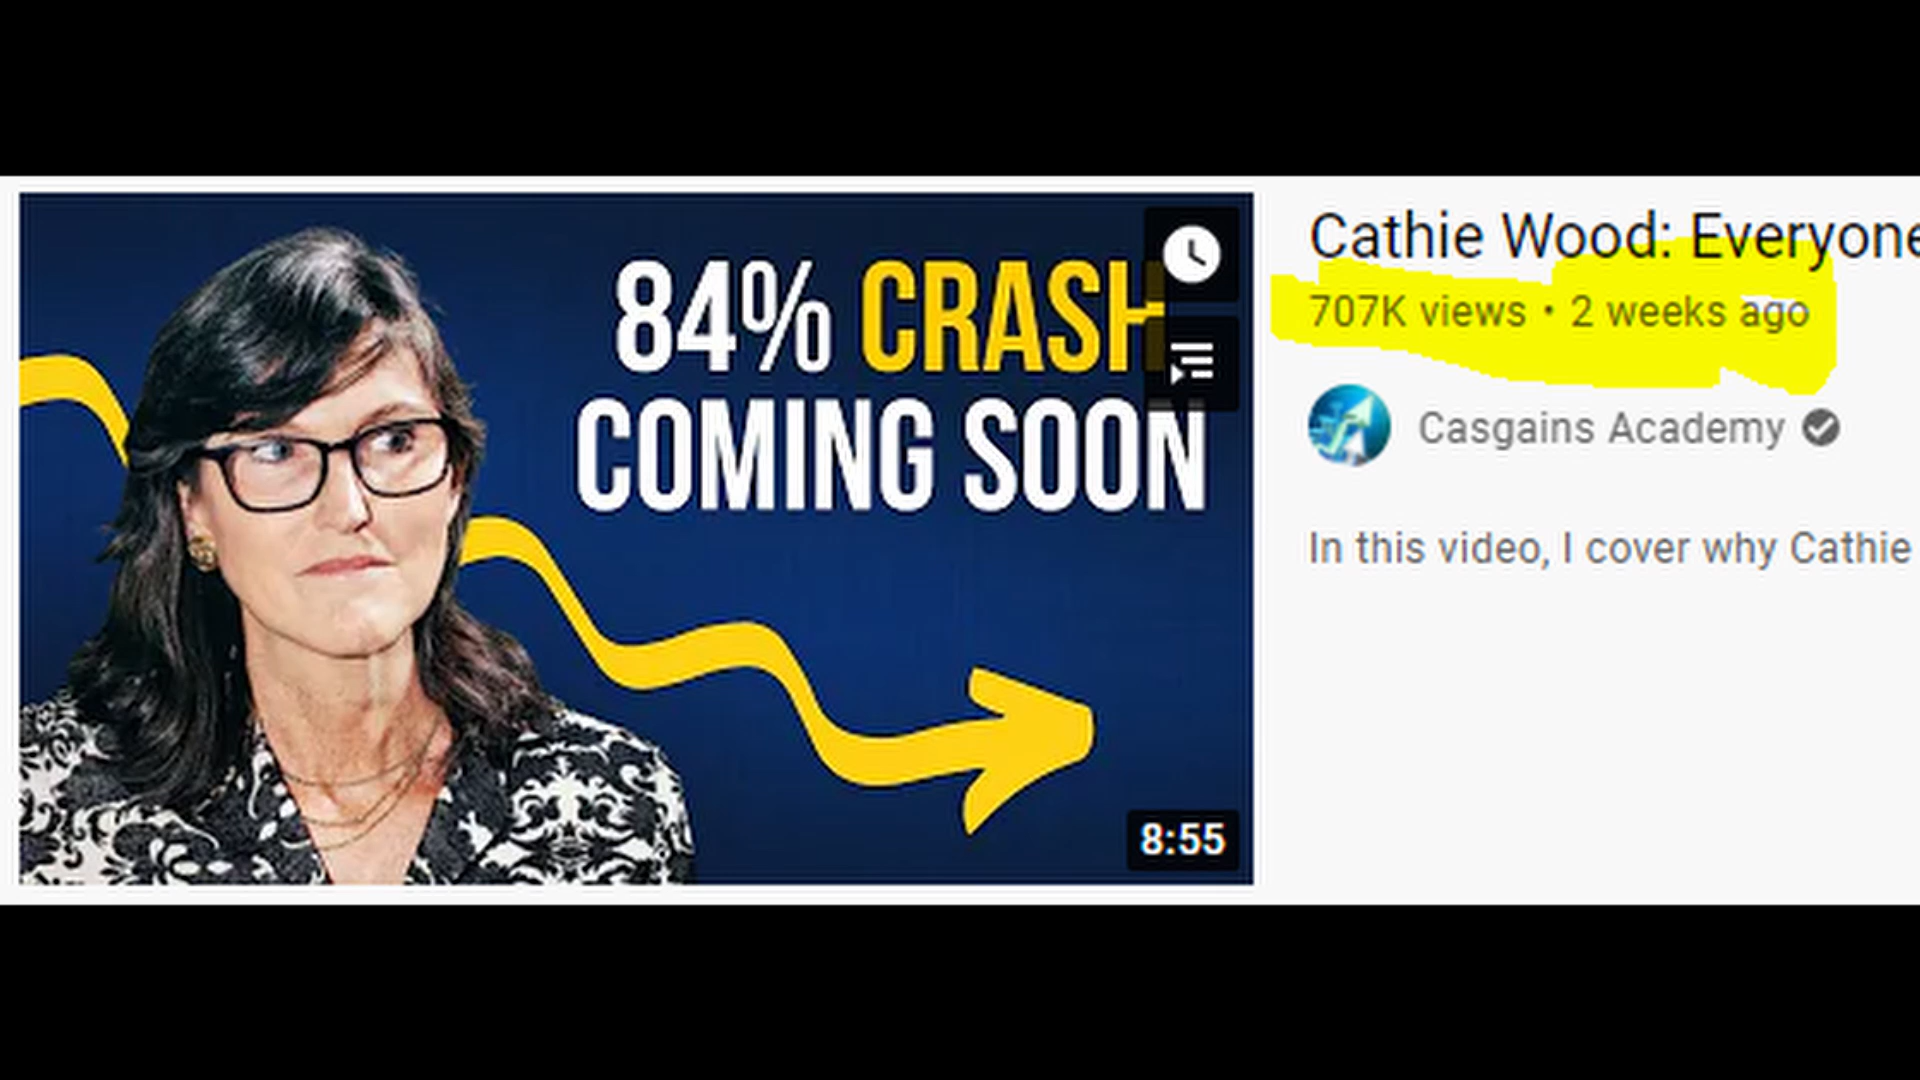 84% CRASH
COMING SOON
8:55
Cathie Wood: Everyone
707K views • 2 weeks ago
Casgains Academy
In this video, I cover why Cathie